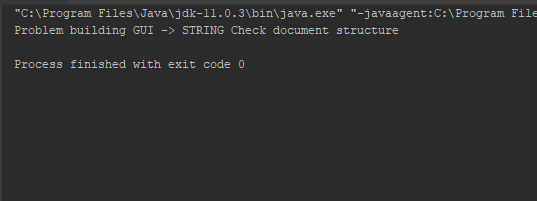 "C:\Program Files\Java\jdk-11.0.3\bin\java.exe" "-javaagent:C:\Program File
Problem building GUI -> STRING Check document structure
Process finished with exit code 0